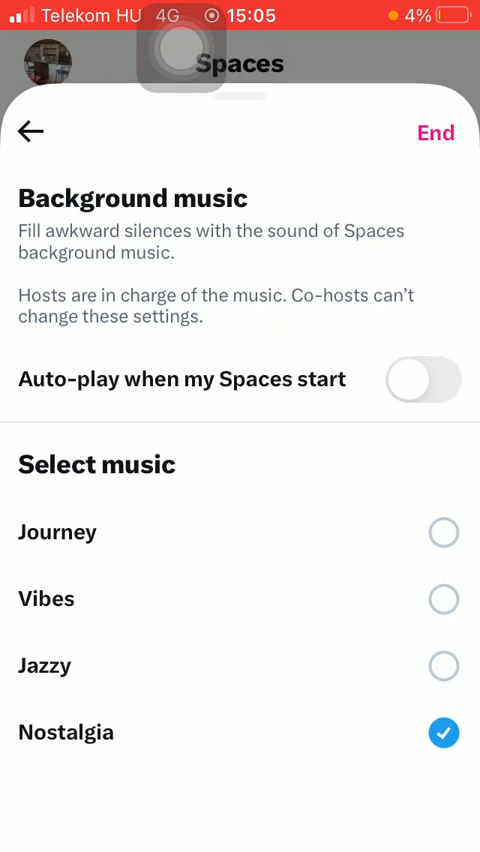 Telekom HU 4G 15:05 4%
Spaces
End
Background music
Fill awkward silences with the sound of Spaces
background music.
Hosts are in charge of the music. Co-hosts can’t
change these settings.
Auto-play when my Spaces start
Select music
Journey
Vibes
Jazzy
Nostalgia